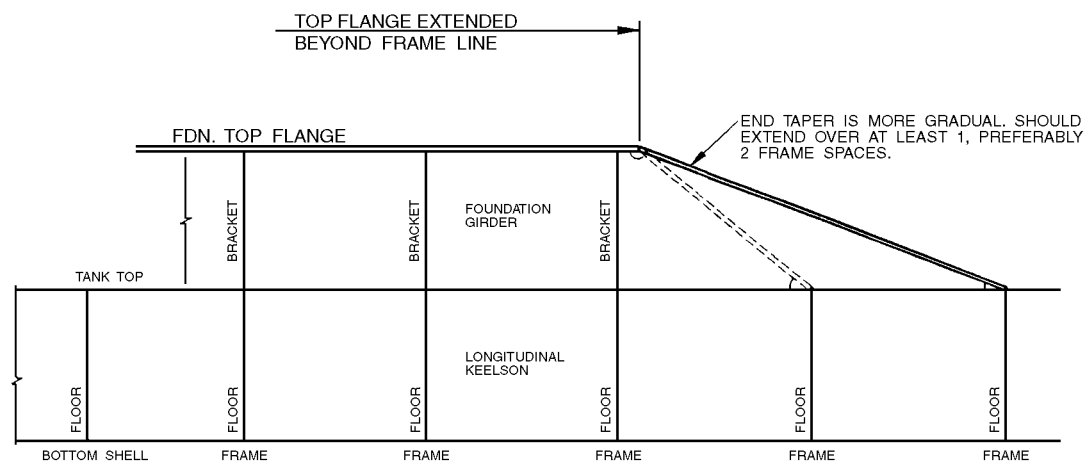 TOP FLANGE EXTENDED
BEYOND FRAME LINE
END TAPER IS MORE GRADUAL. SHOULD
EXTEND OVER AT LEAST 1, PREFERABLY
2 FRAME SPACES.
FDN. TOP FLANGE
BRACKET
BRACKET
FOUNDATION
GIRDER
BRACKET
TANK TOP
LONGITUDINAL
KEELSON
FLOOR
FLOOR
FLOOR
FLOOR
FLOOR
FLOOR
BOTTOM SHELL
FRAME
FRAME
FRAME
FRAME
FRAME